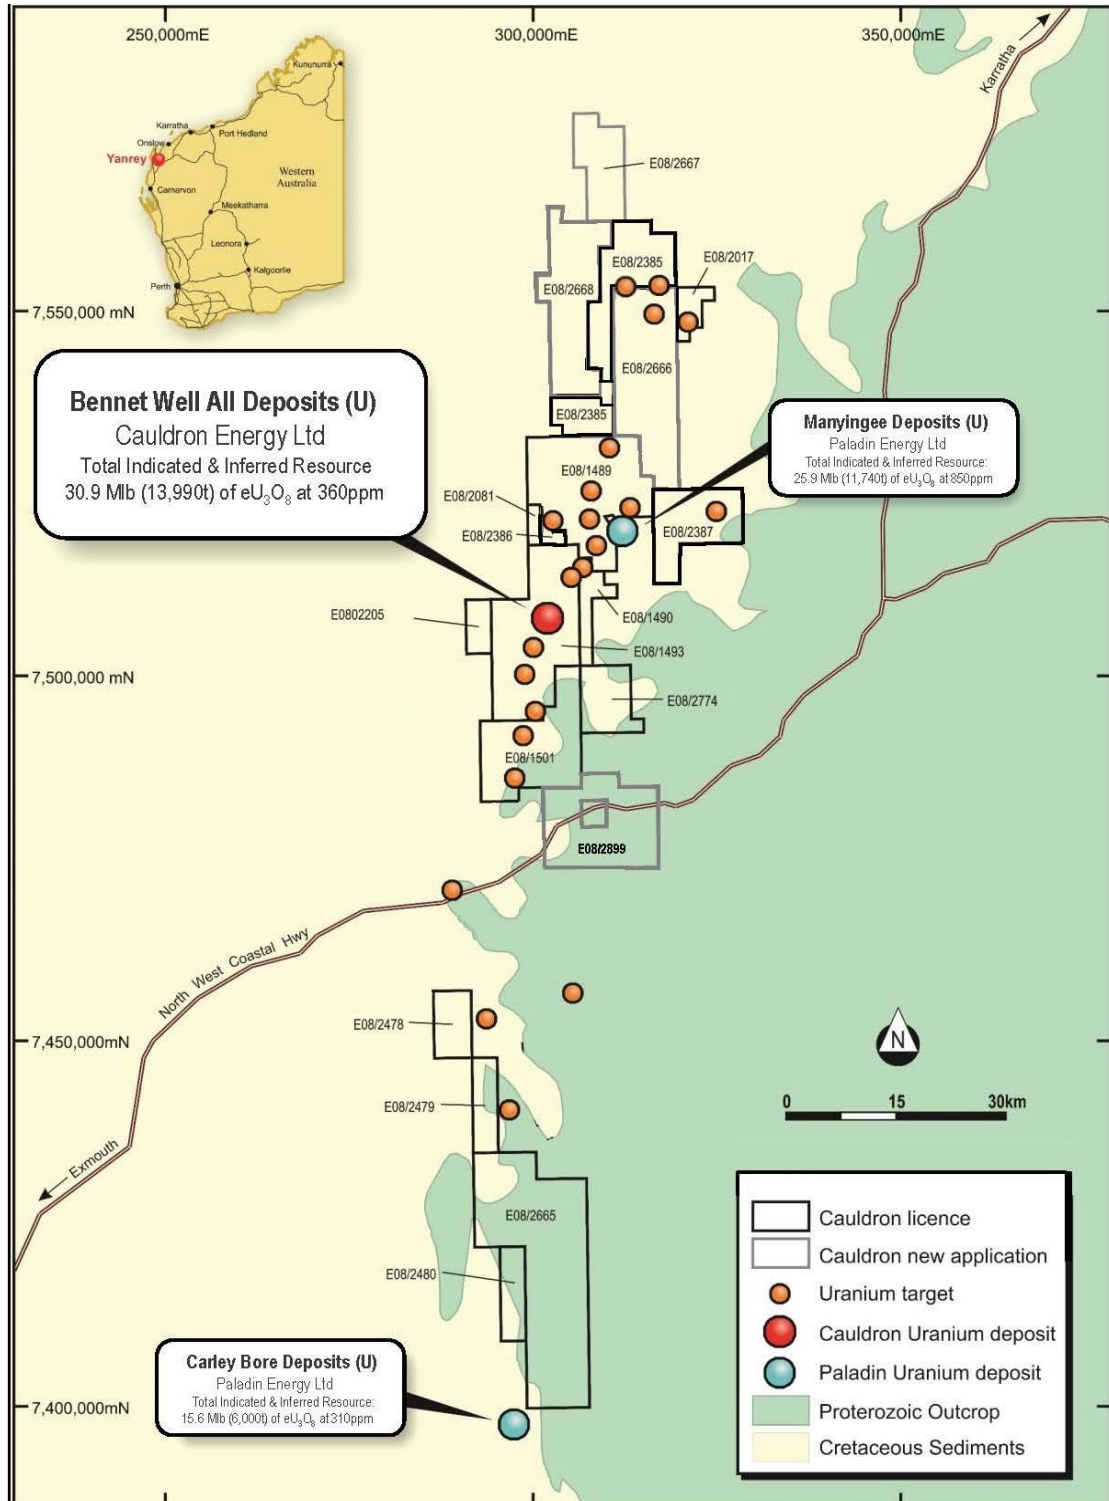 250,000mE
300,000mE
350,000mE
Karratha
Kununurra
Karratha
Port Hedland
Onslow
Yanrey
Western
Australia
Carnarvon
Meekatharra
Leonora
Kalgoorlie
Perth
E08/2667
E08/2385
E08/2017
E08/2668
7,550,000 mN
E08/2666
Bennet Well All Deposits (U)
Cauldron Energy Ltd
Total Indicated & Inferred Resource
30.9 Mlb (13,990t) of eU₃O₈ at 360ppm
E08/2385
Manyingee Deposits (U)
Paladin Energy Ltd
Total Indicated & Inferred Resource:
25.9 Mlb (11,740t) of eU₃O₈ at 850ppm
E08/1489
E08/2081
E08/2386
E08/2387
E0802205
E08/1490
E08/1493
7,500,000 mN
E08/2774
E08/1501
E08/2899
North West Coastal Hwy
E08/2478
7,450,000mN
N
E08/2479
0 15 30km
Exmouth
E08/2665
E08/2480
Carley Bore Deposits (U)
Paladin Energy Ltd
Total Indicated & Inferred Resource:
15.6 Mlb (6,000t) of eU₃O₈ at 310ppm
7,400,000mN
Cauldron licence
Cauldron new application
Uranium target
Cauldron Uranium deposit
Paladin Uranium deposit
Proterozoic Outcrop
Cretaceous Sediments